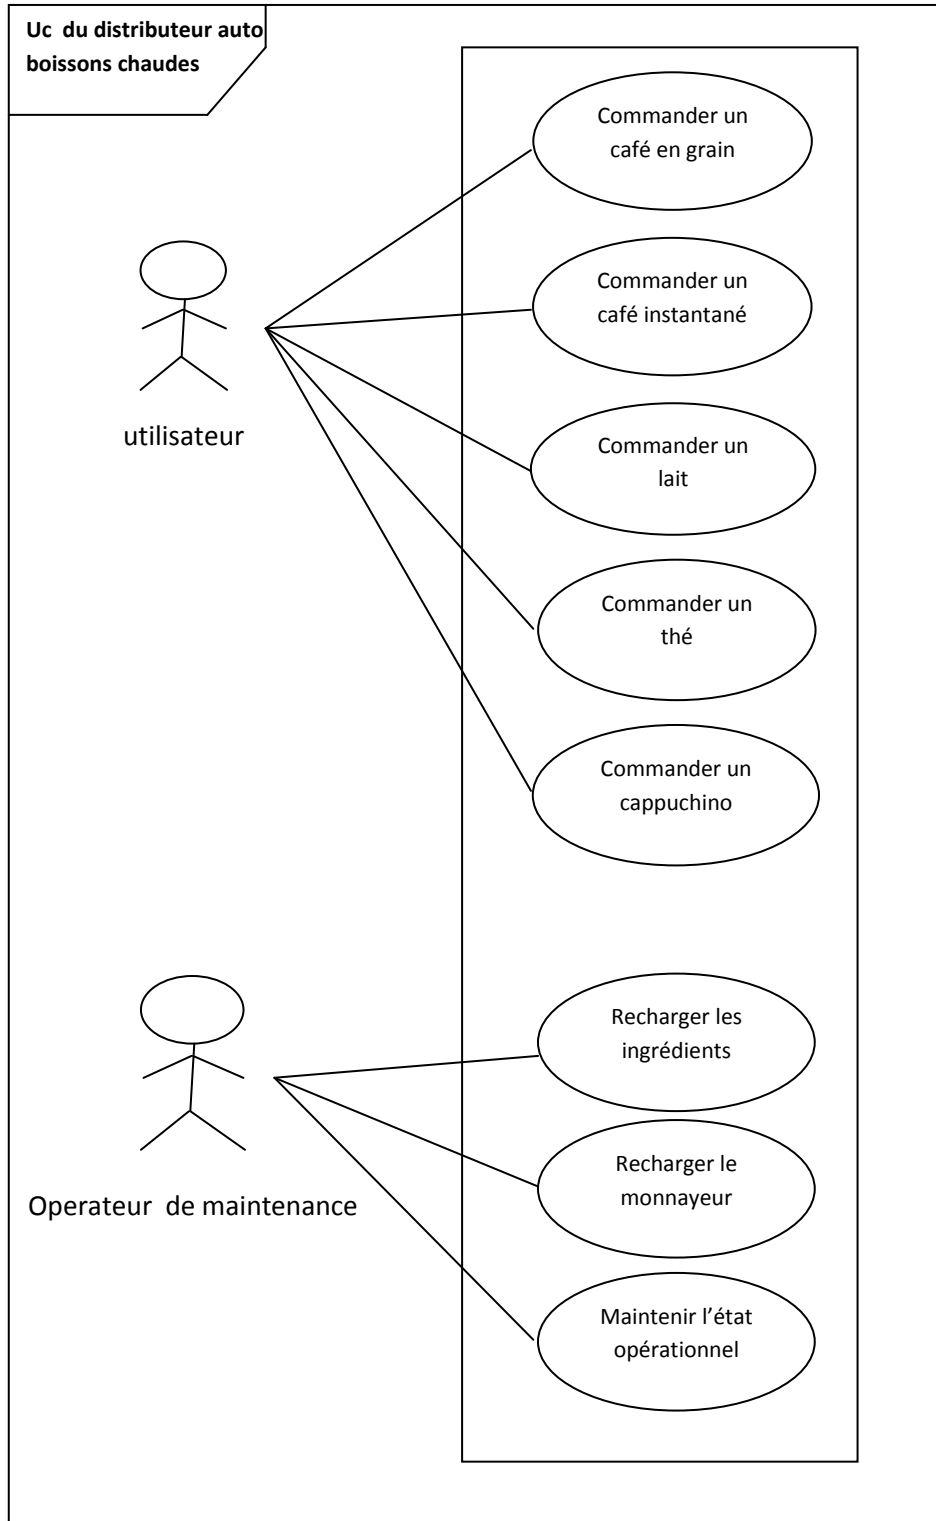 Uc  du distributeur auto
boissons chaudes
Commander un
café en grain
Commander un
café instantané
utilisateur
Commander un
lait
Commander un
thé
Commander un
cappuchino
Recharger les
ingrédients
Recharger le
monnayeur
Operateur  de maintenance
Maintenir l’état
opérationnel